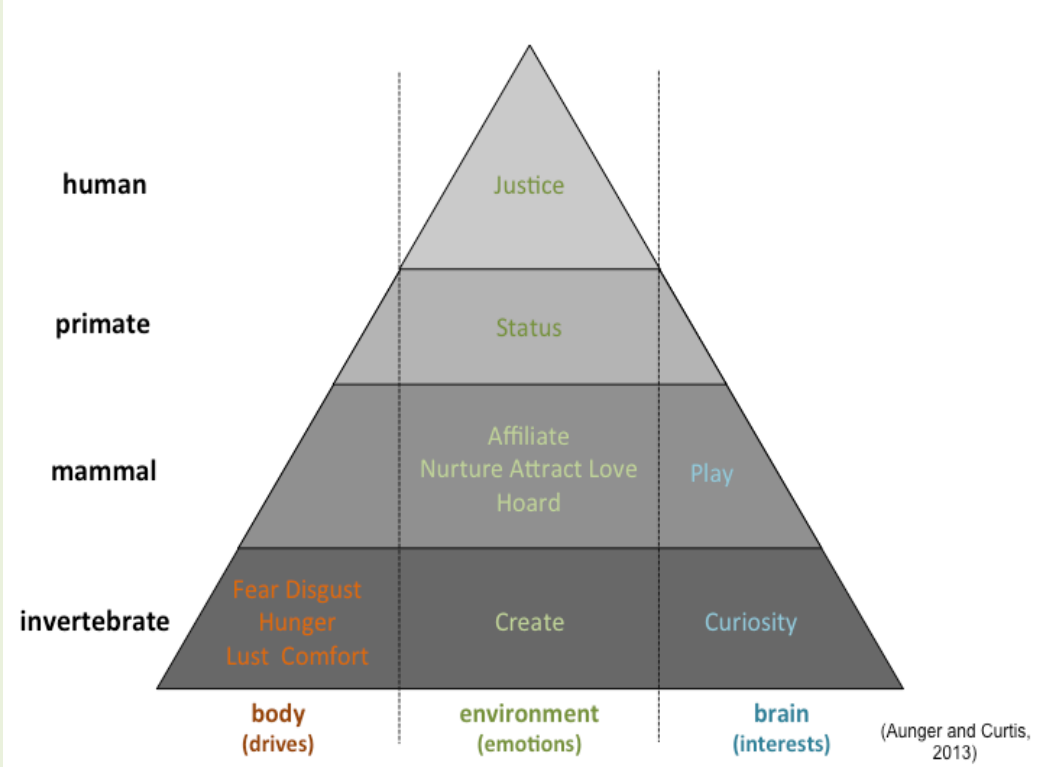 human
Justice
primate
Status
mammal
Affiliate
Nurture Attract Love
Hoard
Play
invertebrate
Fear Disgust
Hunger
Lust Comfort
Create
Curiosity
body
(drives)
environment
(emotions)
brain
(interests)
(Aunger and Curtis,
2013)